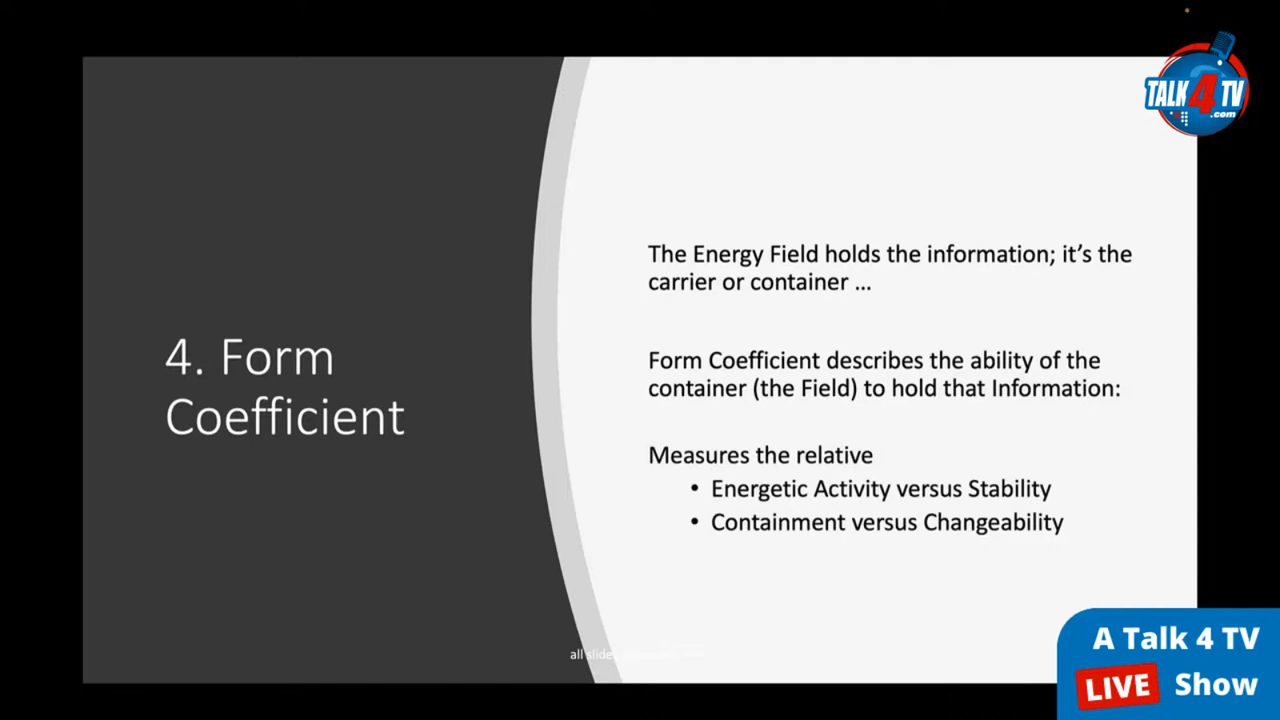 TALK 4 TV
.com
4. Form
Coefficient
The Energy Field holds the information; it’s the
carrier or container ...
Form Coefficient describes the ability of the
container (the Field) to hold that Information:
Measures the relative
• Energetic Activity versus Stability
• Containment versus Changeability
all slides
A Talk 4 TV
LIVE Show